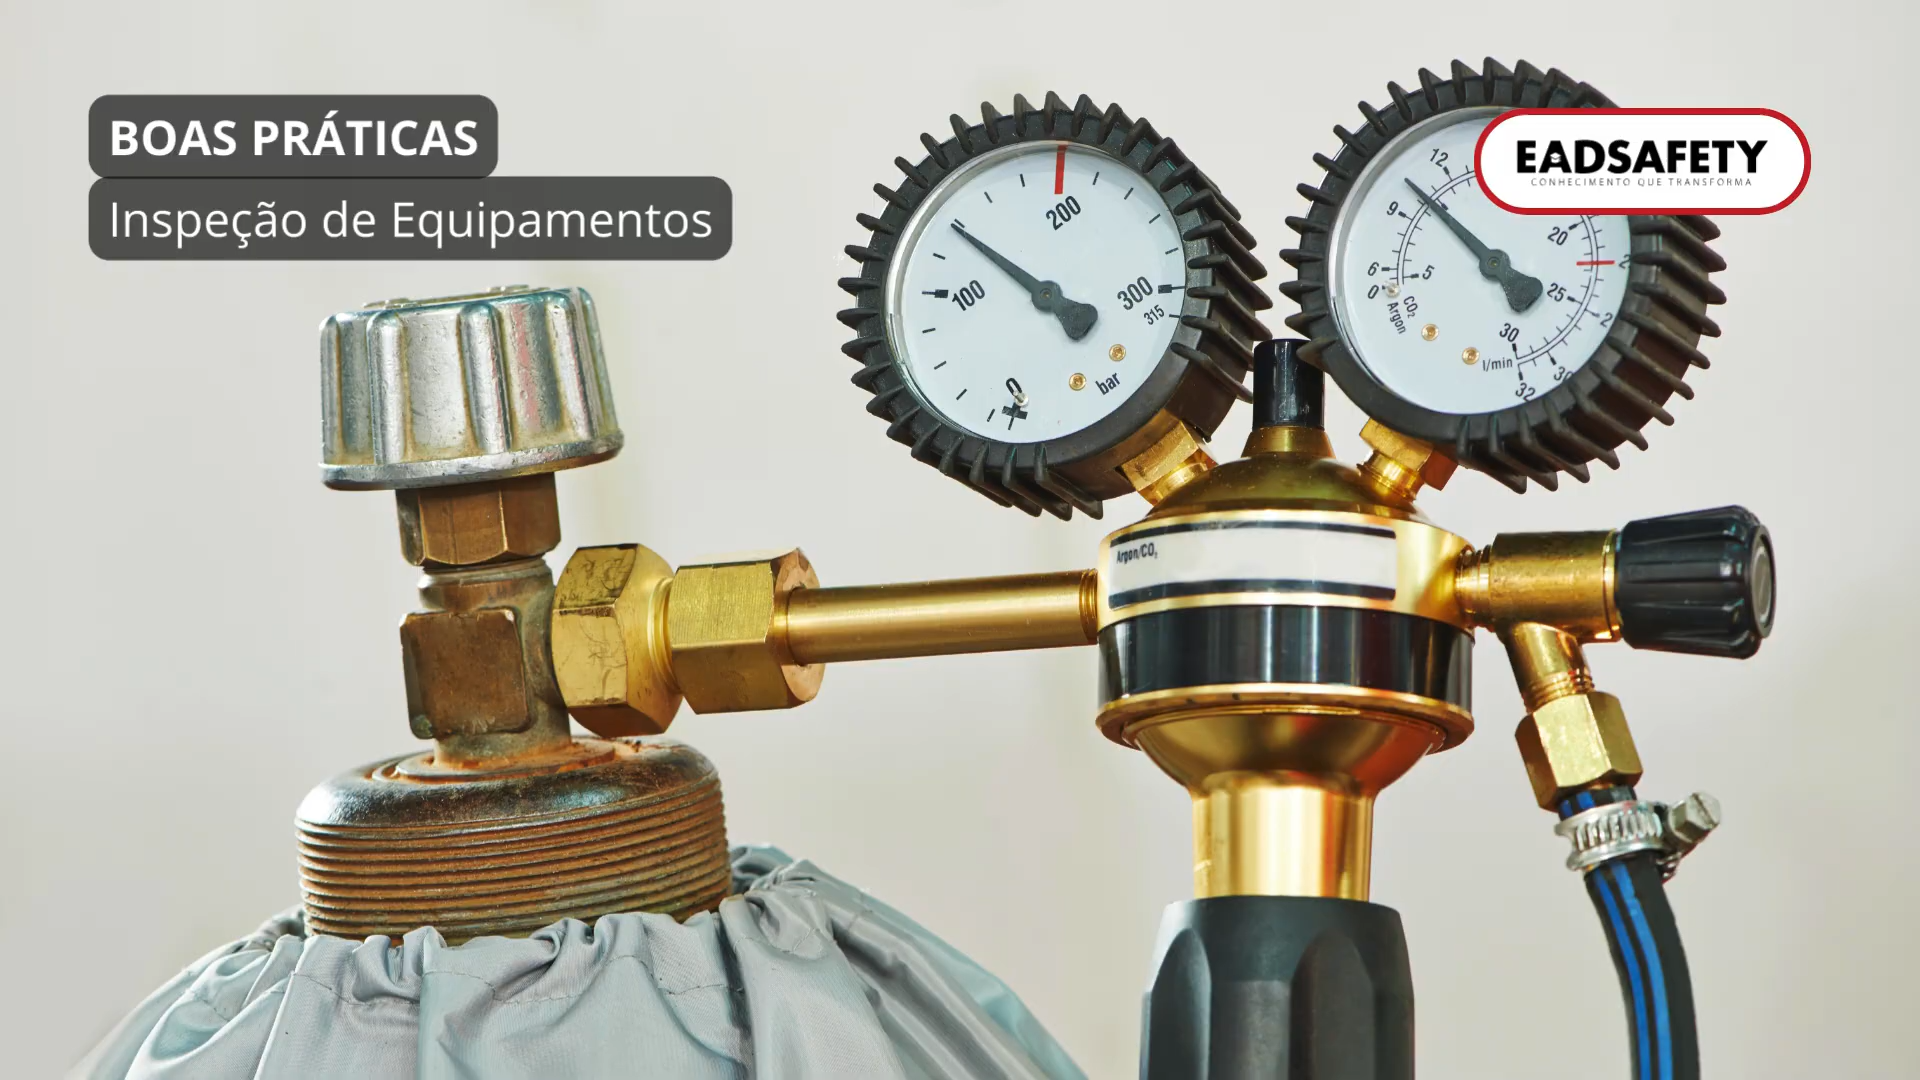 BOAS PRÁTICAS
Inspeção de Equipamentos
EADSAFETY
CONHECIMENTO QUE TRANSFORMA
200
100
300
315
0
bar
12
9
6
5
0
CO₂
Argon
20
25
30
l/min
32
Argon/CO₂